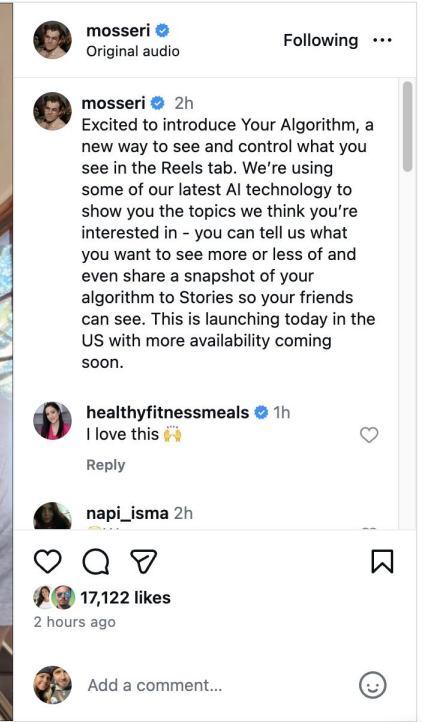 mosseri
Original audio
Following
mosseri 2h
Excited to introduce Your Algorithm, a
new way to see and control what you
see in the Reels tab. We’re using
some of our latest AI technology to
show you the topics we think you’re
interested in - you can tell us what
you want to see more or less of and
even share a snapshot of your
algorithm to Stories so your friends
can see. This is launching today in the
US with more availability coming
soon.
healthyfitnessmeals 1h
I love this 🙌
Reply
napi_isma 2h
17,122 likes
2 hours ago
Add a comment...